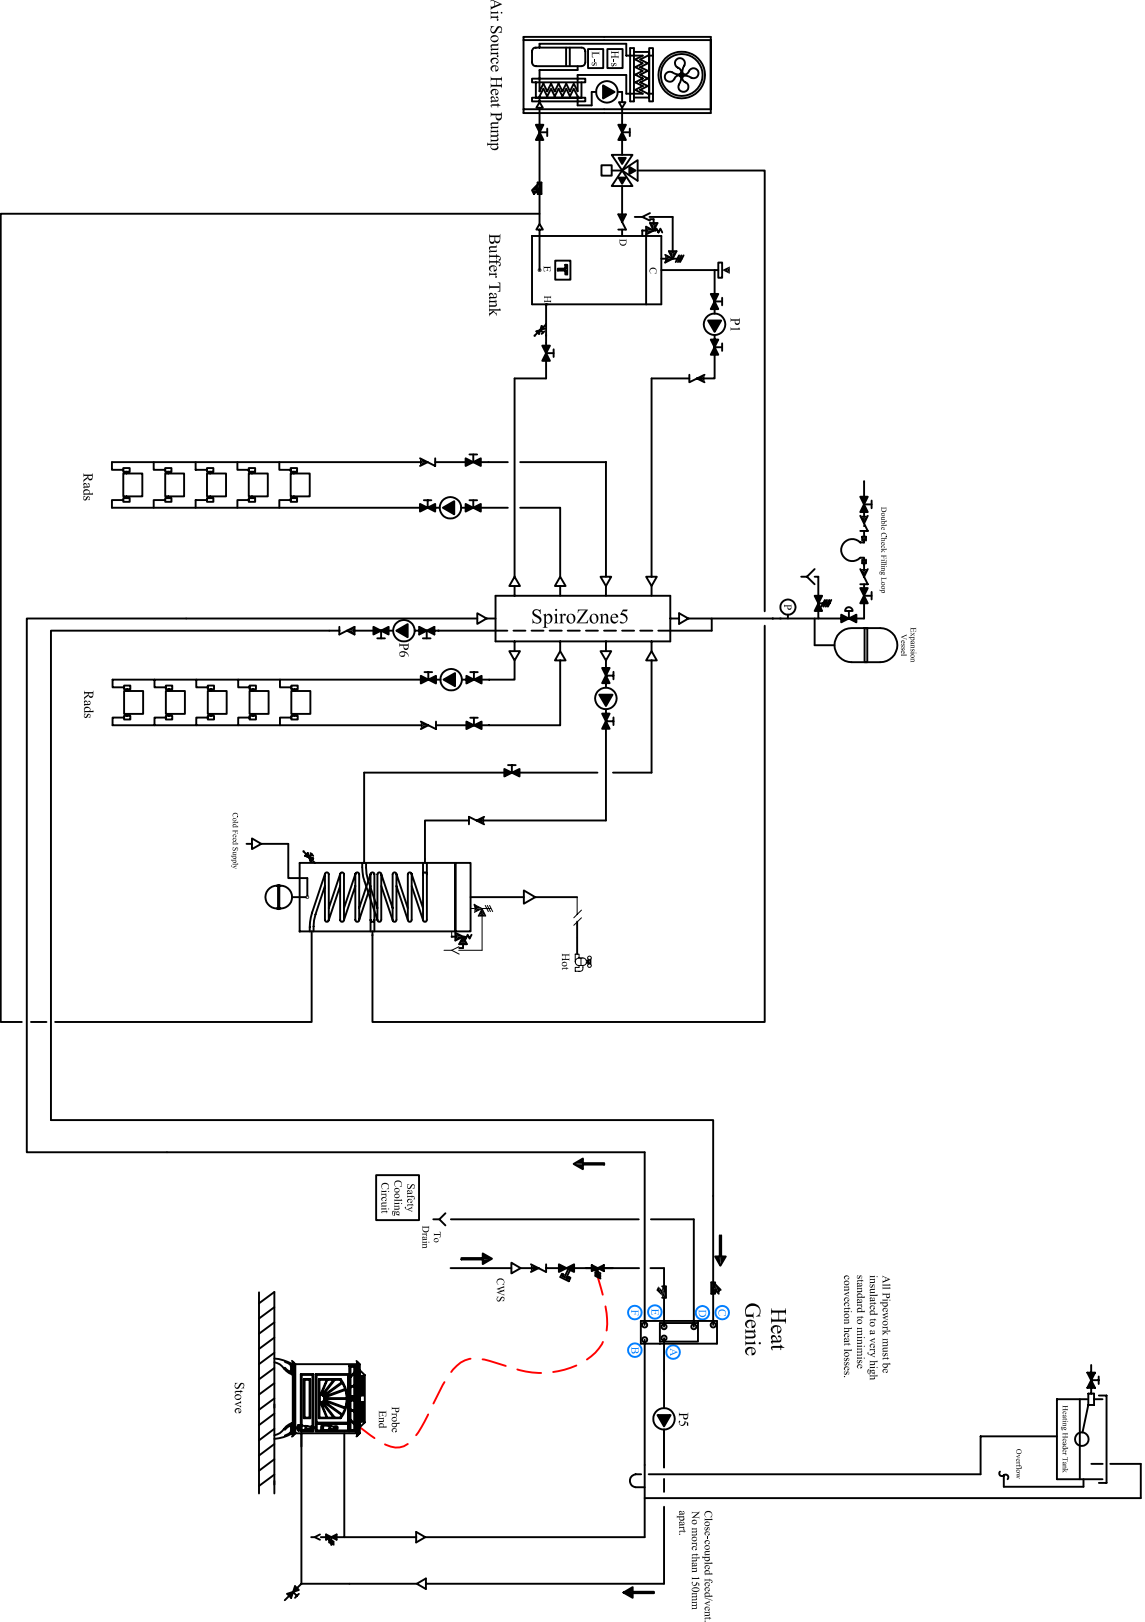 Air Source Heat Pump
H-s
L-s
D
C
E
H
T
Buffer Tank
P1
Rads
Double Check Filling Loop
P
Expansion
Vessel
SpiroZone5
P6
Rads
Cold Feed Supply
Hot
Safety
Cooling
Circuit
To
Drain
CWS
Heat
Genie
C
D
E
F
A
B
All Pipework must be
insulated to a very high
standard to minimise
convection heat losses.
P5
Probe
End
Stove
Heating Header Tank
Overflow
Close-coupled feed/vent.
No more than 150mm
apart.